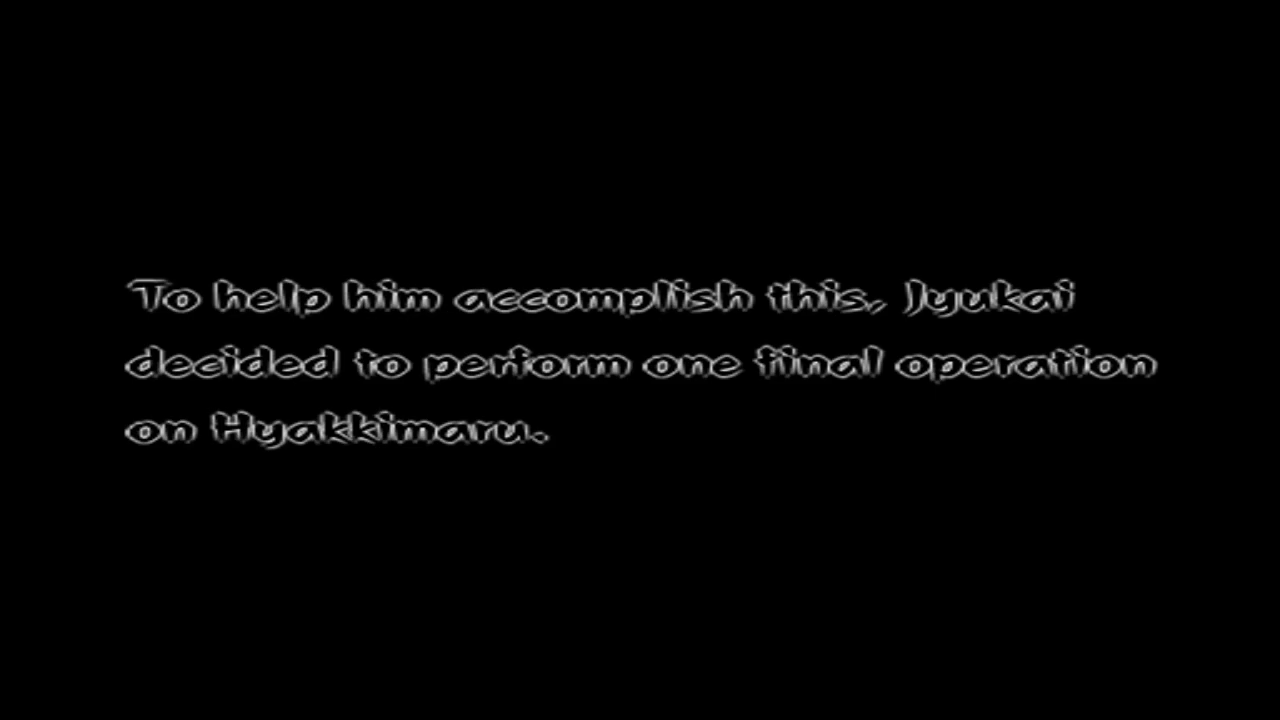 To help him accomplish this, Jyukai
decided to perform one final operation
on Hyakkimaru.